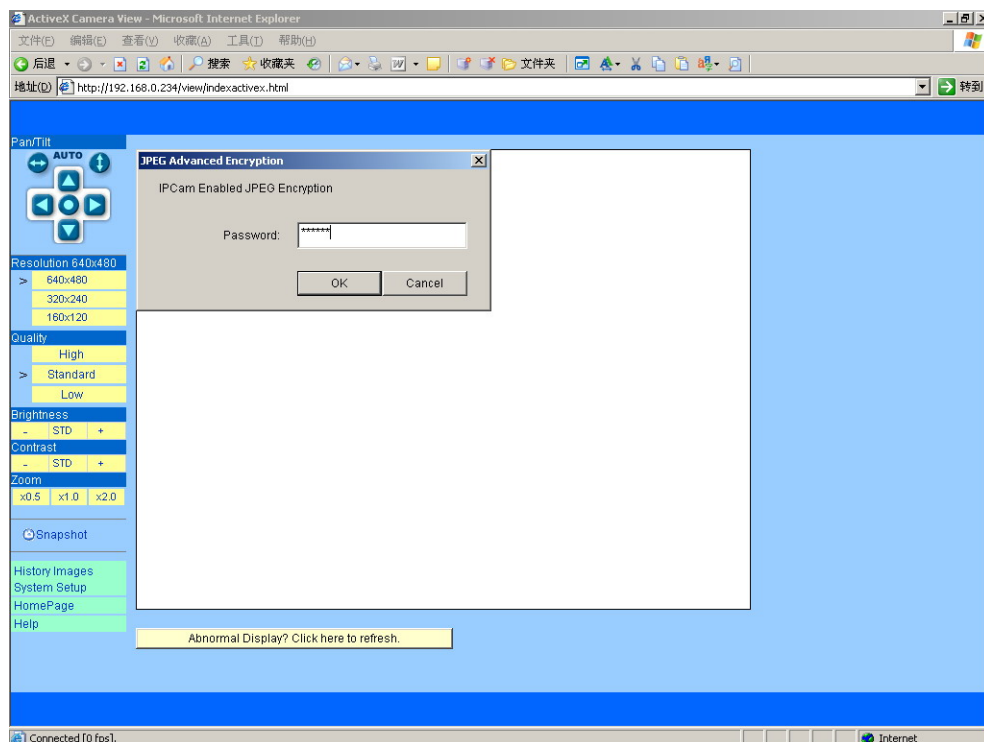 ActiveX Camera View - Microsoft Internet Explorer
文件(F) 编辑(E) 查看(V) 收藏(A) 工具(T) 帮助(H)
后退 搜索 收藏夹 文件夹
地址(D) http://192.168.0.234/view/indexactivex.html 转到
Pan/Tilt
AUTO
JPEG Advanced Encryption
IPCam Enabled JPEG Encryption
Password: ******
OK Cancel
Resolution 640x480
> 640x480
320x240
160x120
Quality
High
> Standard
Low
Brightness
- STD +
Contrast
- STD +
Zoom
x0.5 x1.0 x2.0
Snapshot
History Images
System Setup
HomePage
Help
Abnormal Display? Click here to refresh.
Connected [0 fps]. Internet